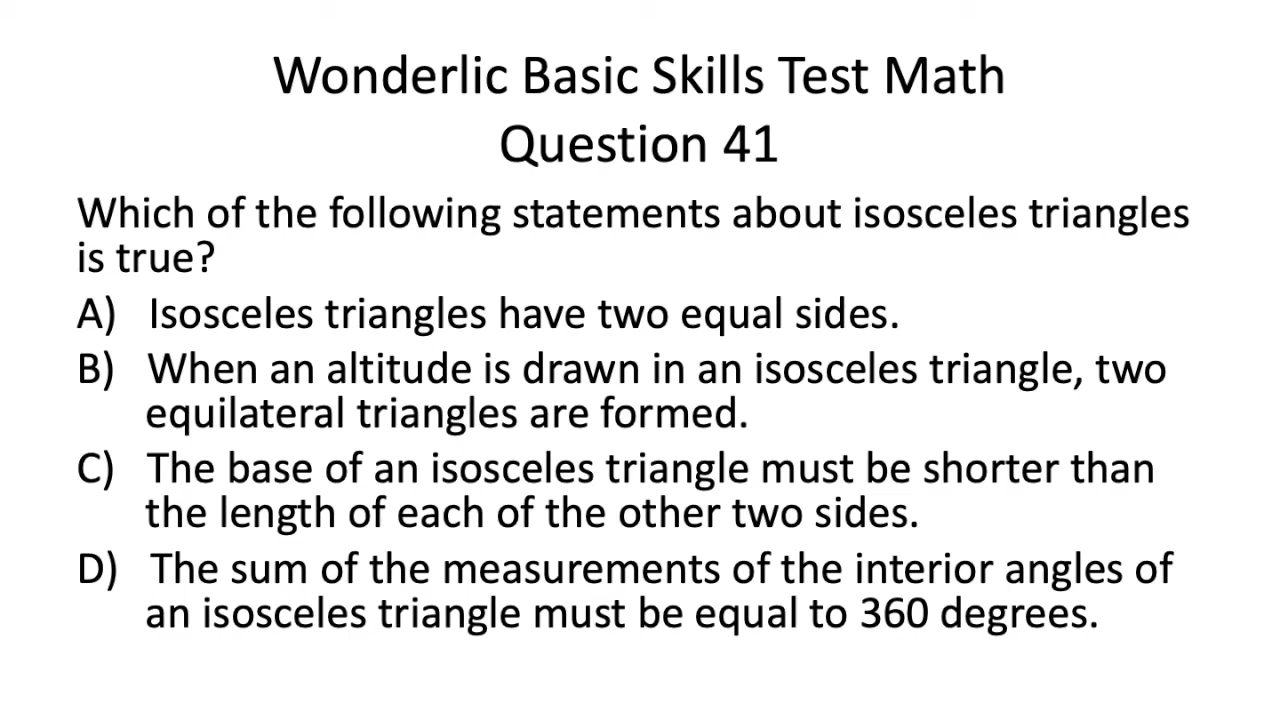 Wonderlic Basic Skills Test Math
Question 41
Which of the following statements about isosceles triangles
is true?
A) Isosceles triangles have two equal sides.
B) When an altitude is drawn in an isosceles triangle, two
equilateral triangles are formed.
C) The base of an isosceles triangle must be shorter than
the length of each of the other two sides.
D) The sum of the measurements of the interior angles of
an isosceles triangle must be equal to 360 degrees.